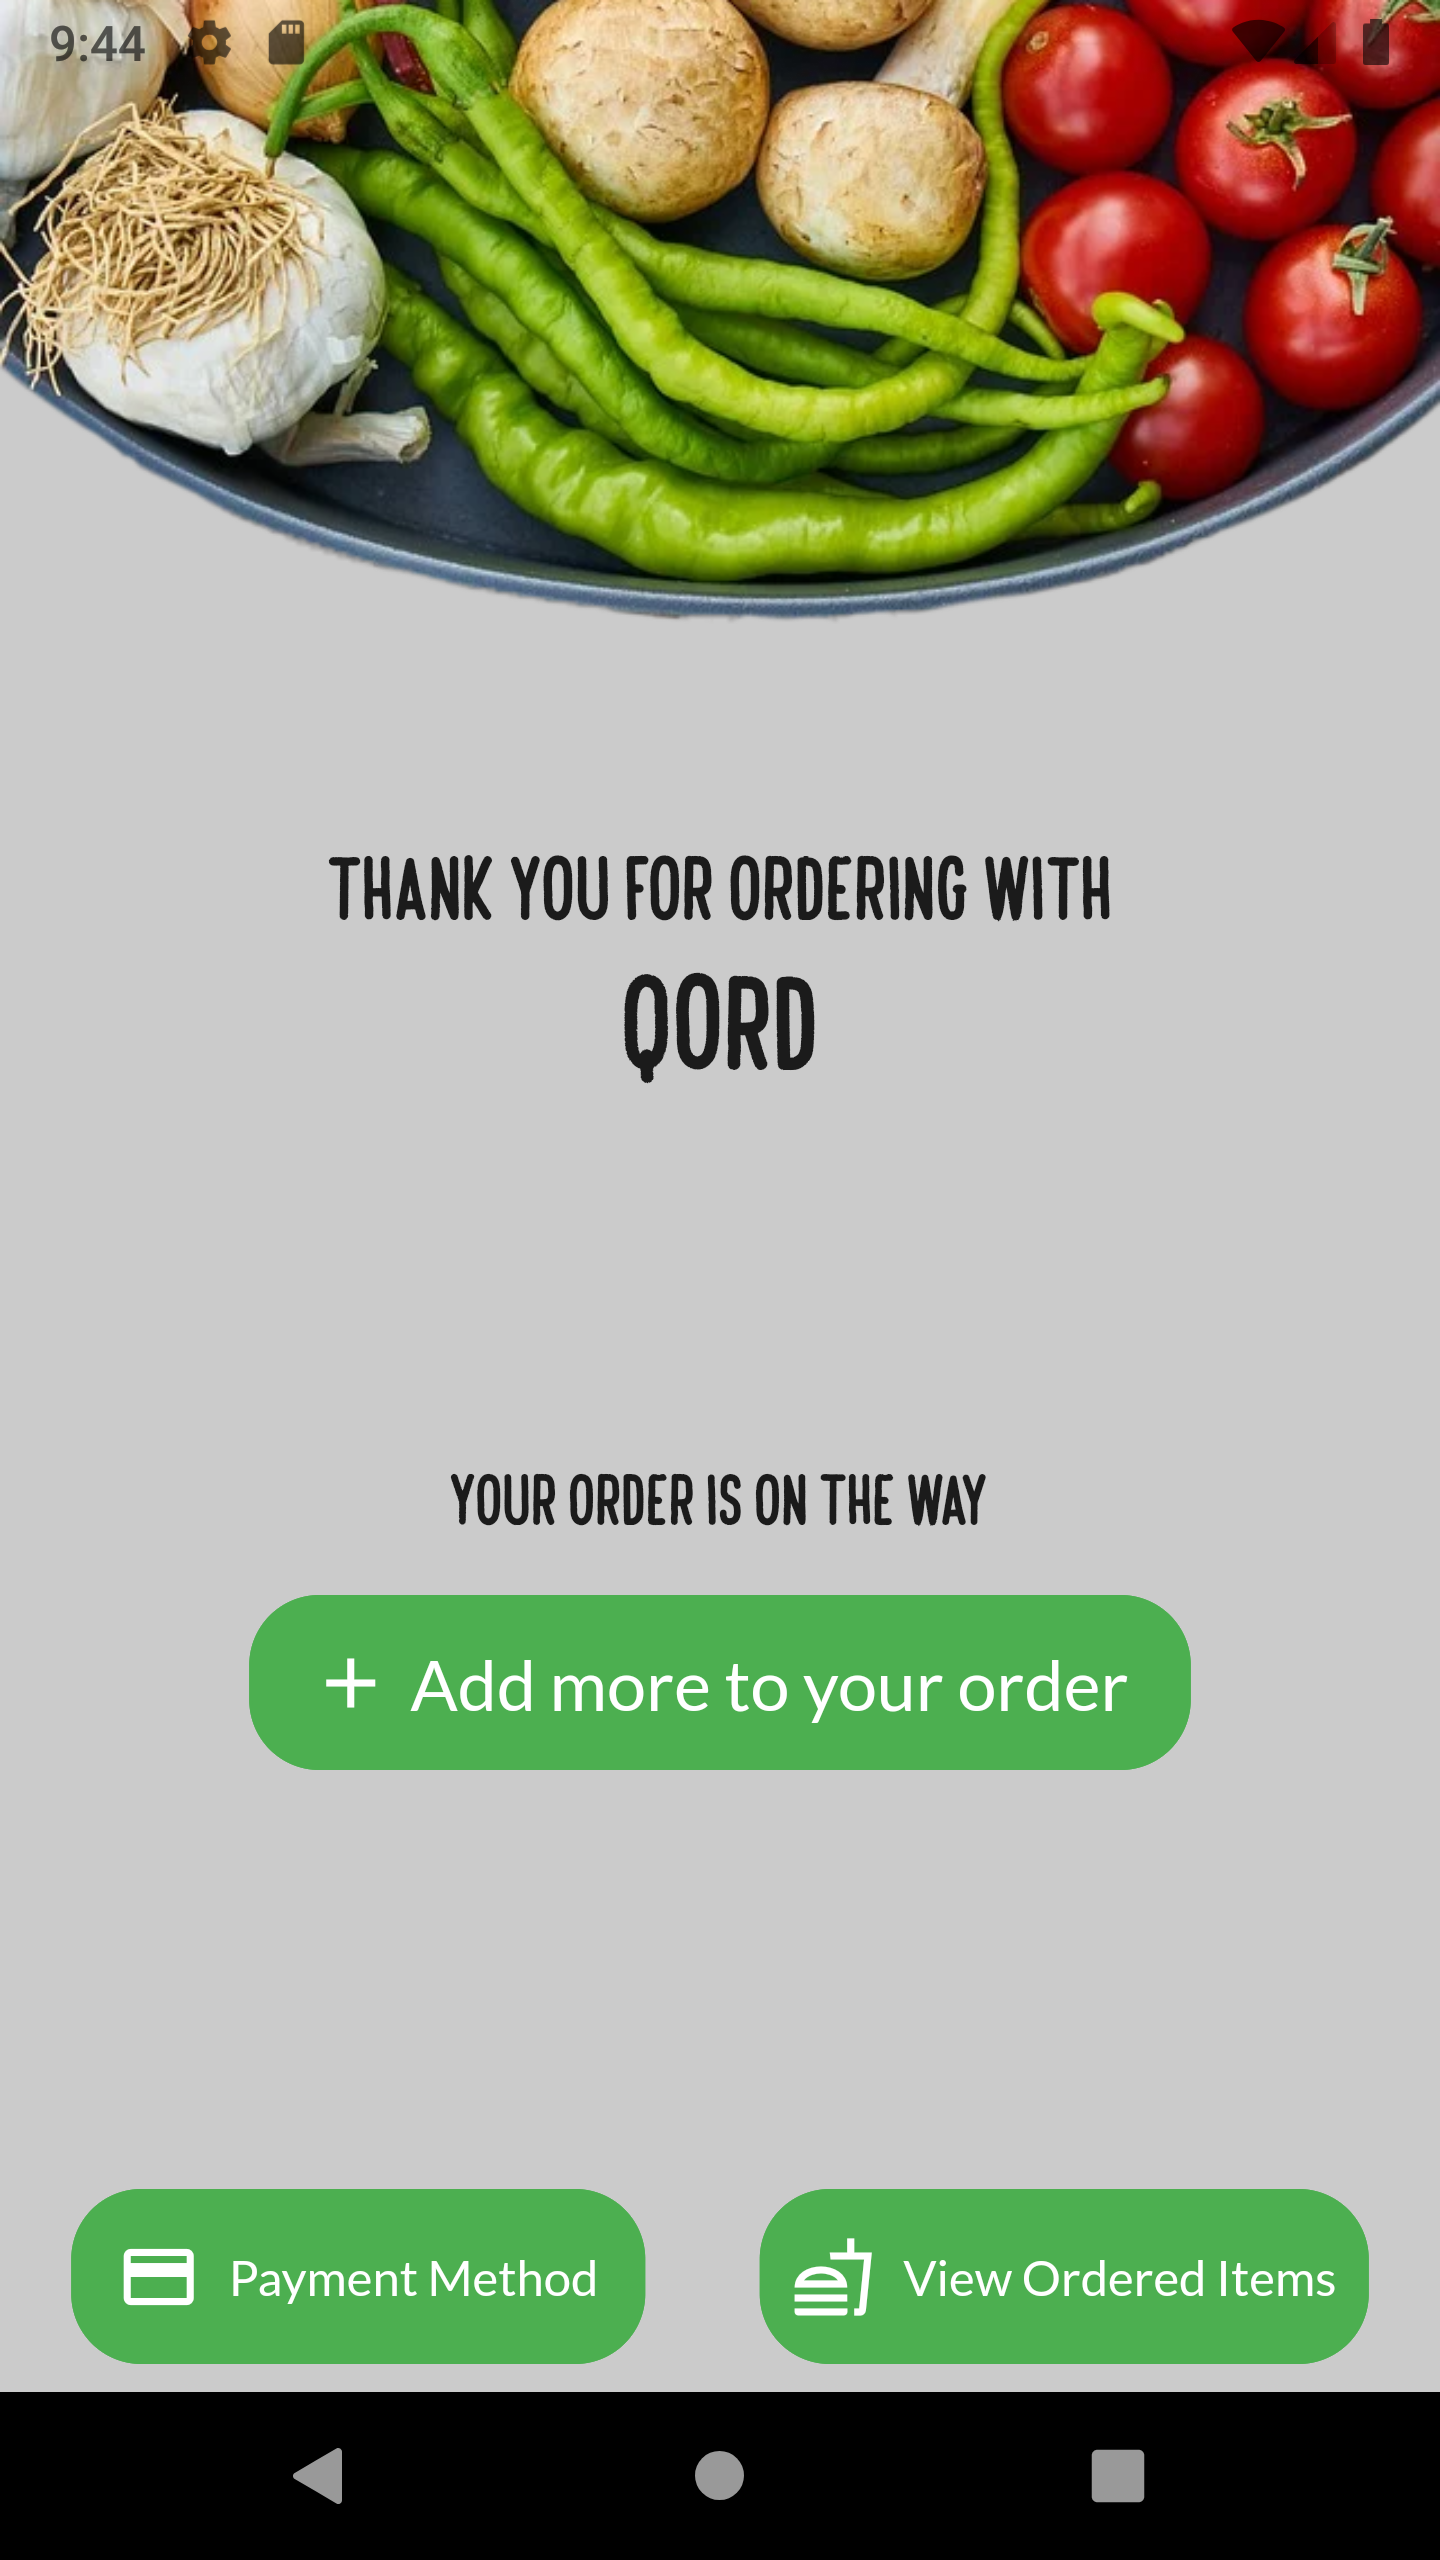 9:44
THANK YOU FOR ORDERING WITH
QORD
YOUR ORDER IS ON THE WAY
Add more to your order
Payment Method
View Ordered Items